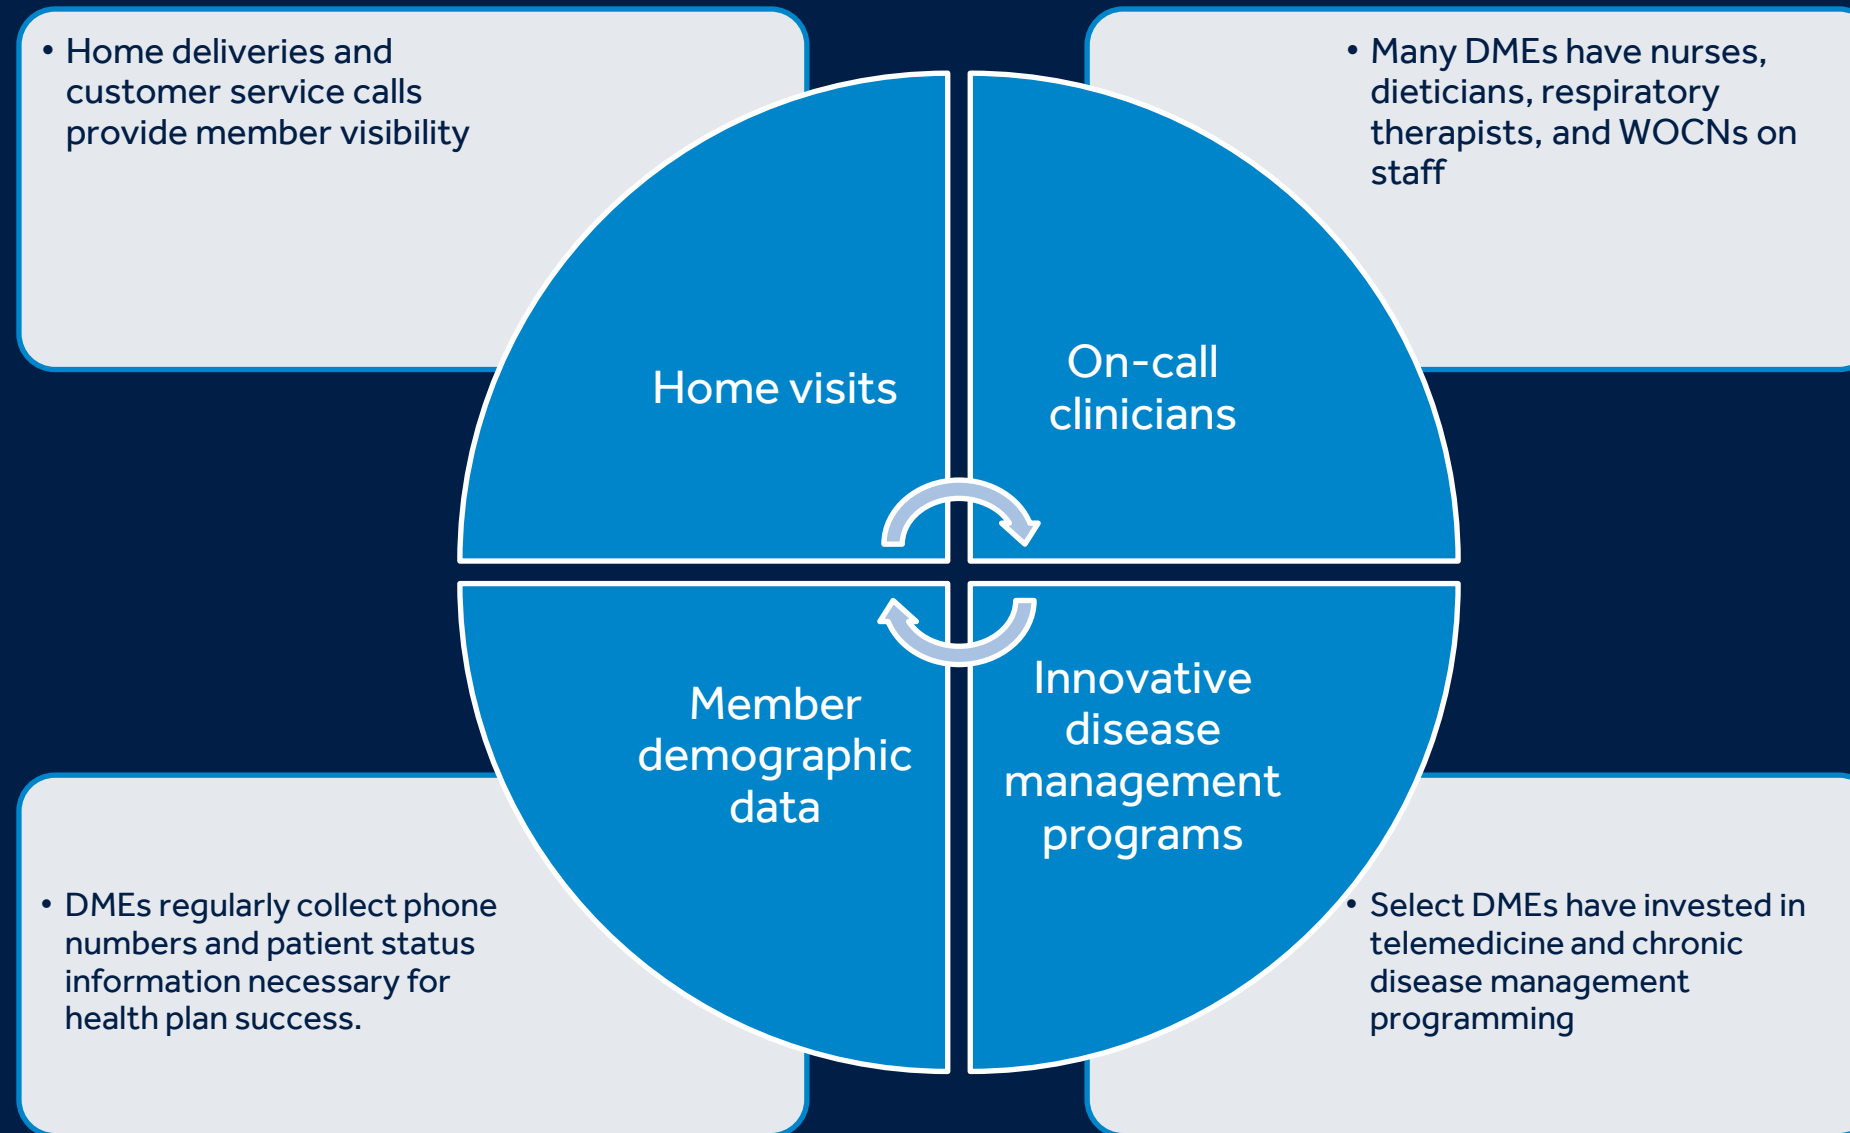 • Home deliveries and
customer service calls
provide member visibility
• Many DMEs have nurses,
dieticians, respiratory
therapists, and WOCNs on
staff
Home visits
On-call
clinicians
Member
demographic
data
Innovative
disease
management
programs
• DMEs regularly collect phone
numbers and patient status
information necessary for
health plan success.
• Select DMEs have invested in
telemedicine and chronic
disease management
programming